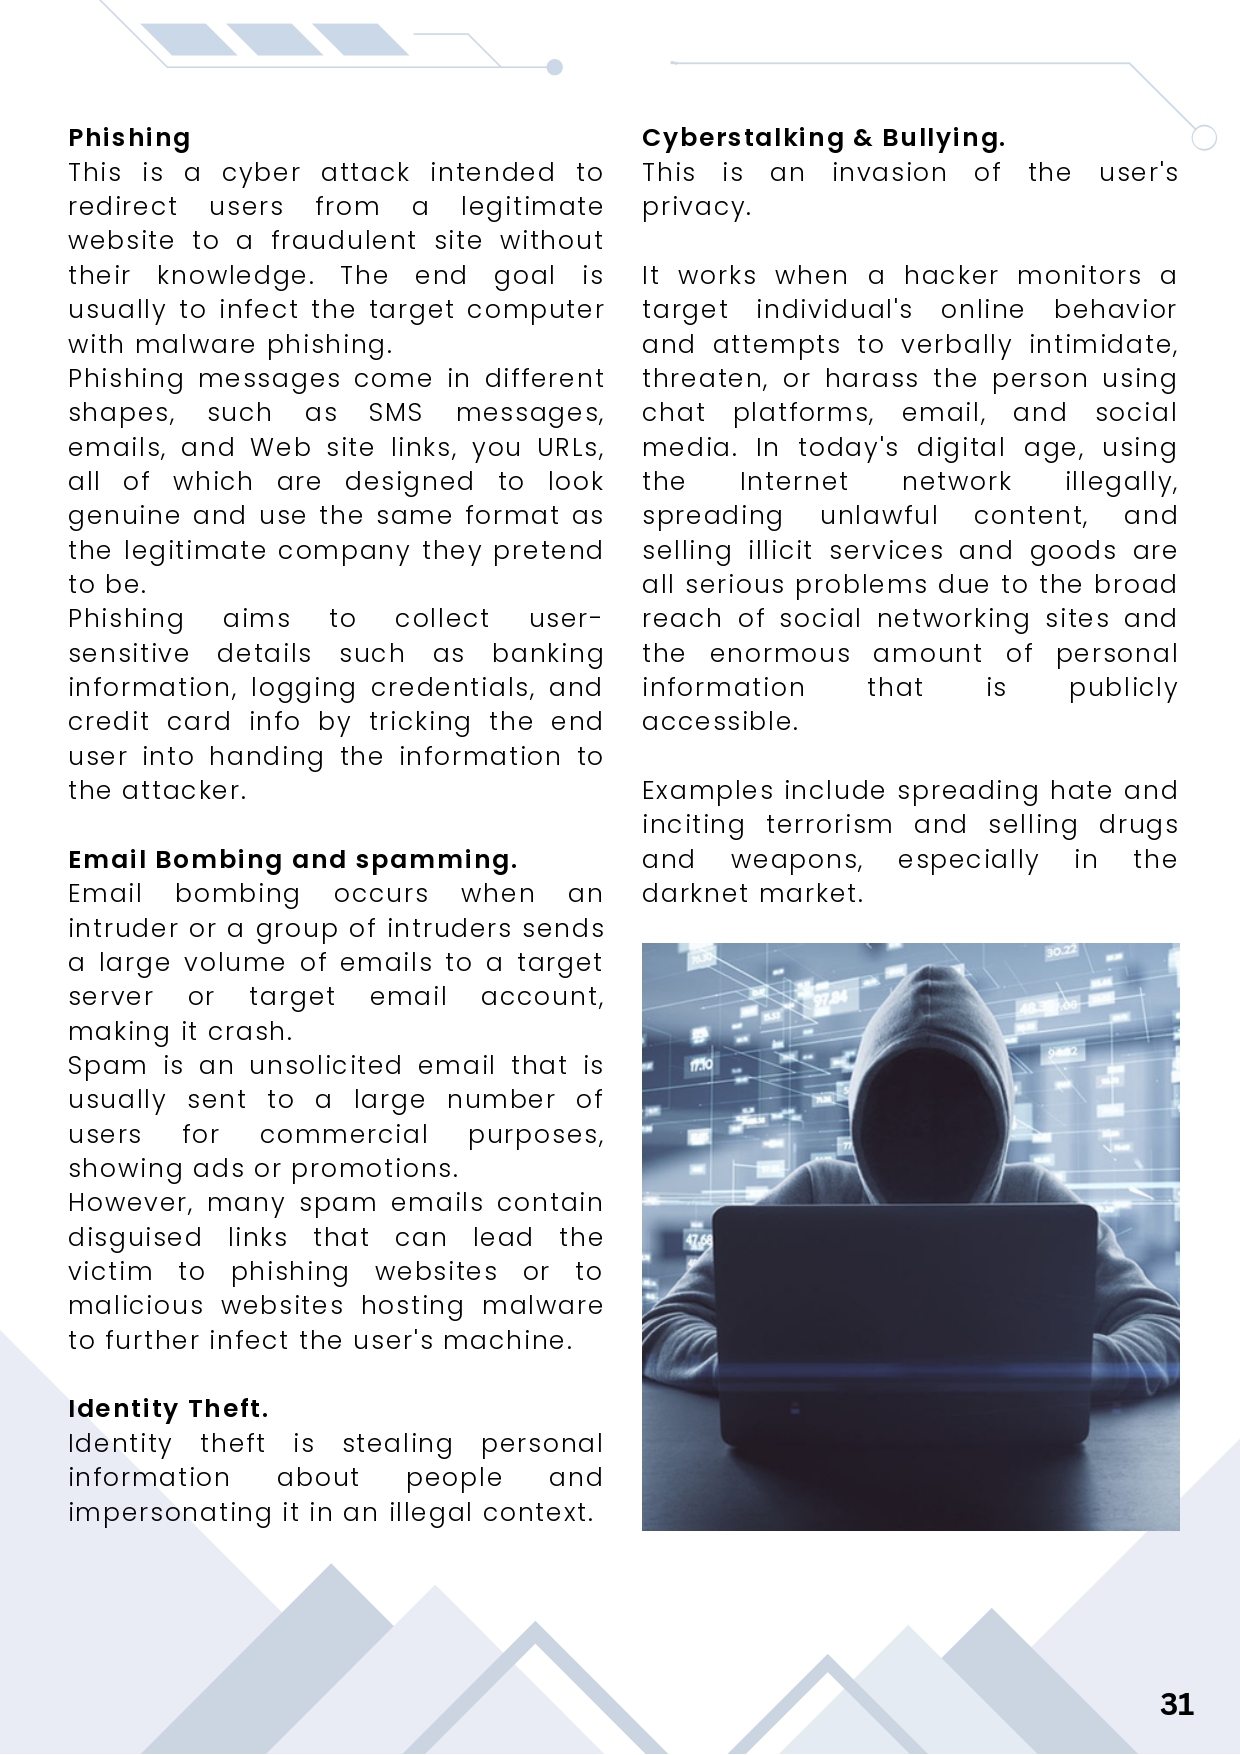 Phishing
This is a cyber attack intended to
redirect users from a legitimate
website to a fraudulent site without
their knowledge. The end goal is
usually to infect the target computer
with malware phishing.
Phishing messages come in different
shapes, such as SMS messages,
emails, and Web site links, you URLs,
all of which are designed to look
genuine and use the same format as
the legitimate company they pretend
to be.
Phishing aims to collect user-
sensitive details such as banking
information, logging credentials, and
credit card info by tricking the end
user into handing the information to
the attacker.
Email Bombing and spamming.
Email bombing occurs when an
intruder or a group of intruders sends
a large volume of emails to a target
server or target email account,
making it crash.
Spam is an unsolicited email that is
usually sent to a large number of
users for commercial purposes,
showing ads or promotions.
However, many spam emails contain
disguised links that can lead the
victim to phishing websites or to
malicious websites hosting malware
to further infect the user's machine.
Identity Theft.
Identity theft is stealing personal
information about people and
impersonating it in an illegal context.
Cyberstalking & Bullying.
This is an invasion of the user's
privacy.
It works when a hacker monitors a
target individual's online behavior
and attempts to verbally intimidate,
threaten, or harass the person using
chat platforms, email, and social
media. In today's digital age, using
the Internet network illegally,
spreading unlawful content, and
selling illicit services and goods are
all serious problems due to the broad
reach of social networking sites and
the enormous amount of personal
information that is publicly
accessible.
Examples include spreading hate and
inciting terrorism and selling drugs
and weapons, especially in the
darknet market.
30.22
97.84
17.10
47.68
31